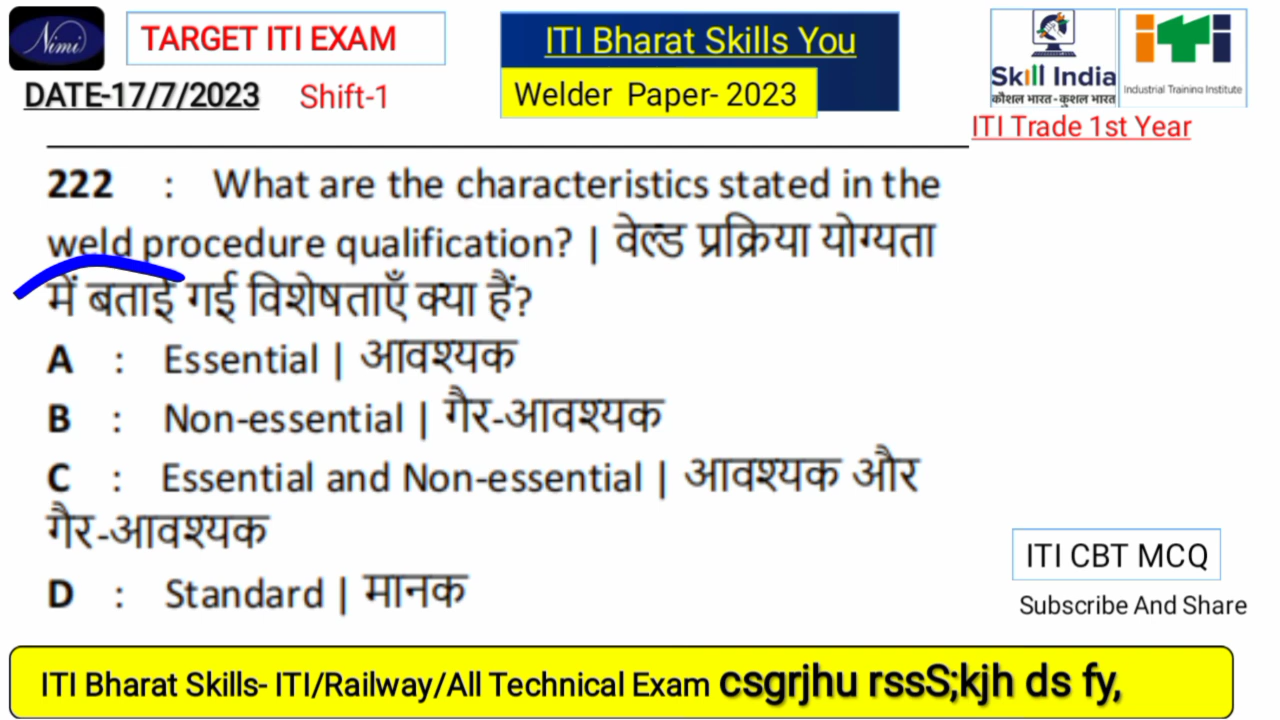 Nimi
TARGET ITI EXAM
ITI Bharat Skills You
Skill India
कौशल भारत-कुशल भारत
iTi
Industrial Training Institute
DATE-17/7/2023 Shift-1
Welder Paper- 2023
ITI Trade 1st Year
222 : What are the characteristics stated in the
weld procedure qualification? | वेल्ड प्रक्रिया योग्यता
में बताई गई विशेषताएँ क्या हैं?
A : Essential | आवश्यक
B : Non-essential | गैर-आवश्यक
C : Essential and Non-essential | आवश्यक और
गैर-आवश्यक
D : Standard | मानक
ITI CBT MCQ
Subscribe And Share
ITI Bharat Skills- ITI/Railway/All Technical Exam csgrjhu rssS;kjh ds fy,